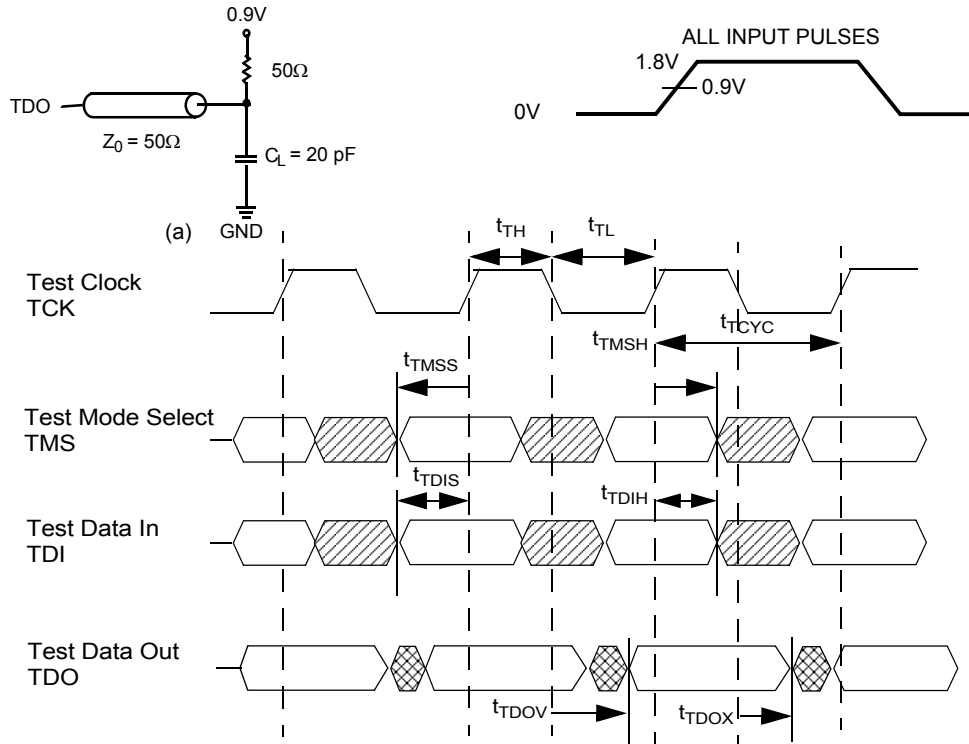 0.9V
50Ω
TDO
Z0 = 50Ω
CL = 20 pF
(a)
GND
ALL INPUT PULSES
1.8V
0.9V
0V
tTH
tTL
Test Clock
TCK
tTCYC
tTMSH
tTMSS
Test Mode Select
TMS
tTDIS
tTDIH
Test Data In
TDI
Test Data Out
TDO
tTDOV
tTDOX